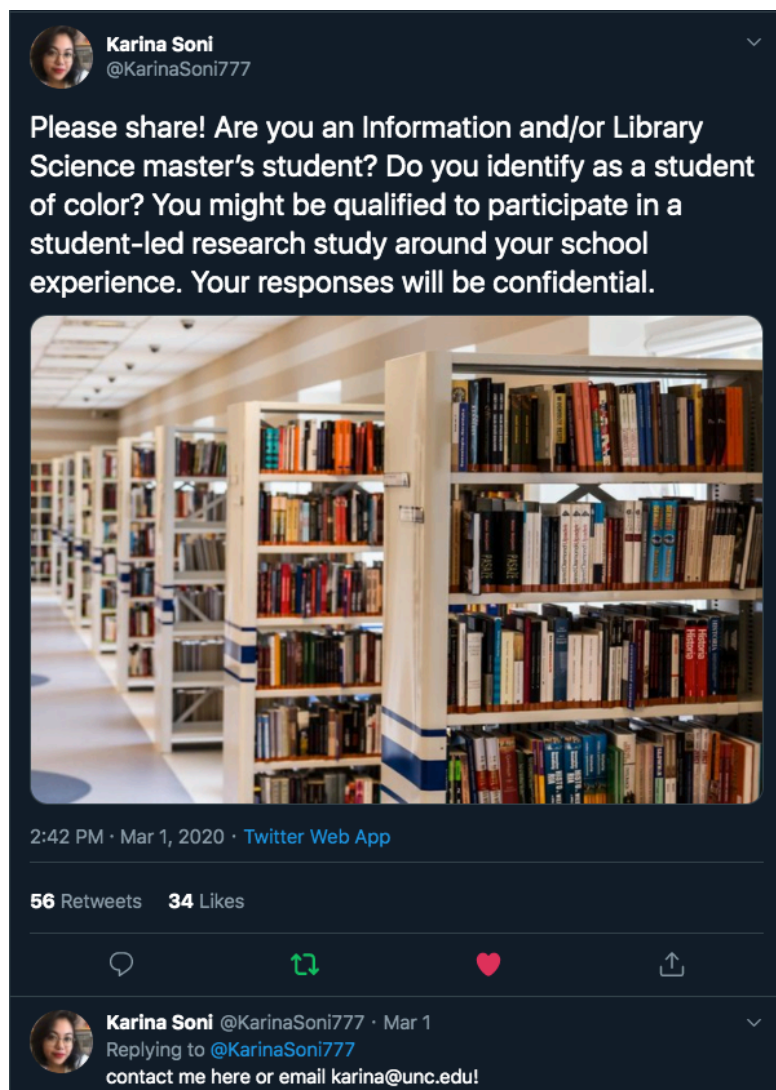 Karina Soni
@KarinaSoni777
Please share! Are you an Information and/or Library
Science master's student? Do you identify as a student
of color? You might be qualified to participate in a
student-led research study around your school
experience. Your responses will be confidential.
2:42 PM · Mar 1, 2020 · Twitter Web App
56 Retweets 34 Likes
Karina Soni @KarinaSoni777 · Mar 1
Replying to @KarinaSoni777
contact me here or email karina@unc.edu!